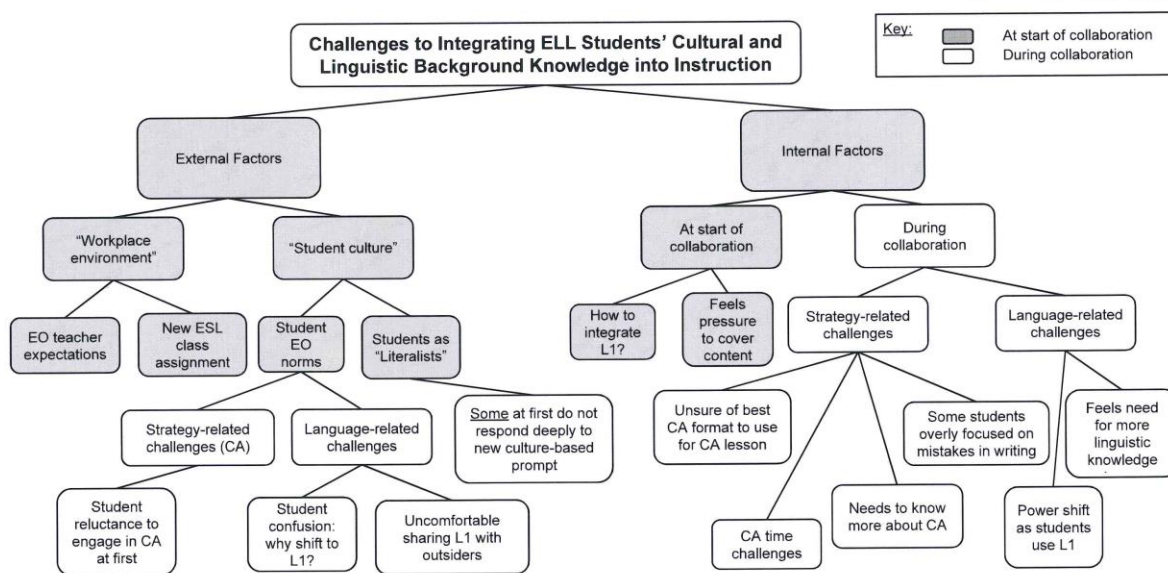 Challenges to Integrating ELL Students' Cultural and
Linguistic Background Knowledge into Instruction
Key:
At start of collaboration
During collaboration
External Factors
Internal Factors
"Workplace
environment"
"Student culture"
At start of
collaboration
During
collaboration
EO teacher
expectations
New ESL
class
assignment
Student
EO
norms
Students as
"Literalists"
How to
integrate
L1?
Feels
pressure
to cover
content
Strategy-related
challenges
Language-related
challenges
Strategy-related
challenges (CA)
Language-related
challenges
Some at first do not
respond deeply to
new culture-based
prompt
Unsure of best
CA format to use
for CA lesson
Some students
overly focused on
mistakes in writing
Feels need
for more
linguistic
knowledge
Student
reluctance to
engage in CA
at first
Student
confusion:
why shift to
L1?
Uncomfortable
sharing L1 with
outsiders
CA time
challenges
Needs to know
more about CA
Power shift
as students
use L1